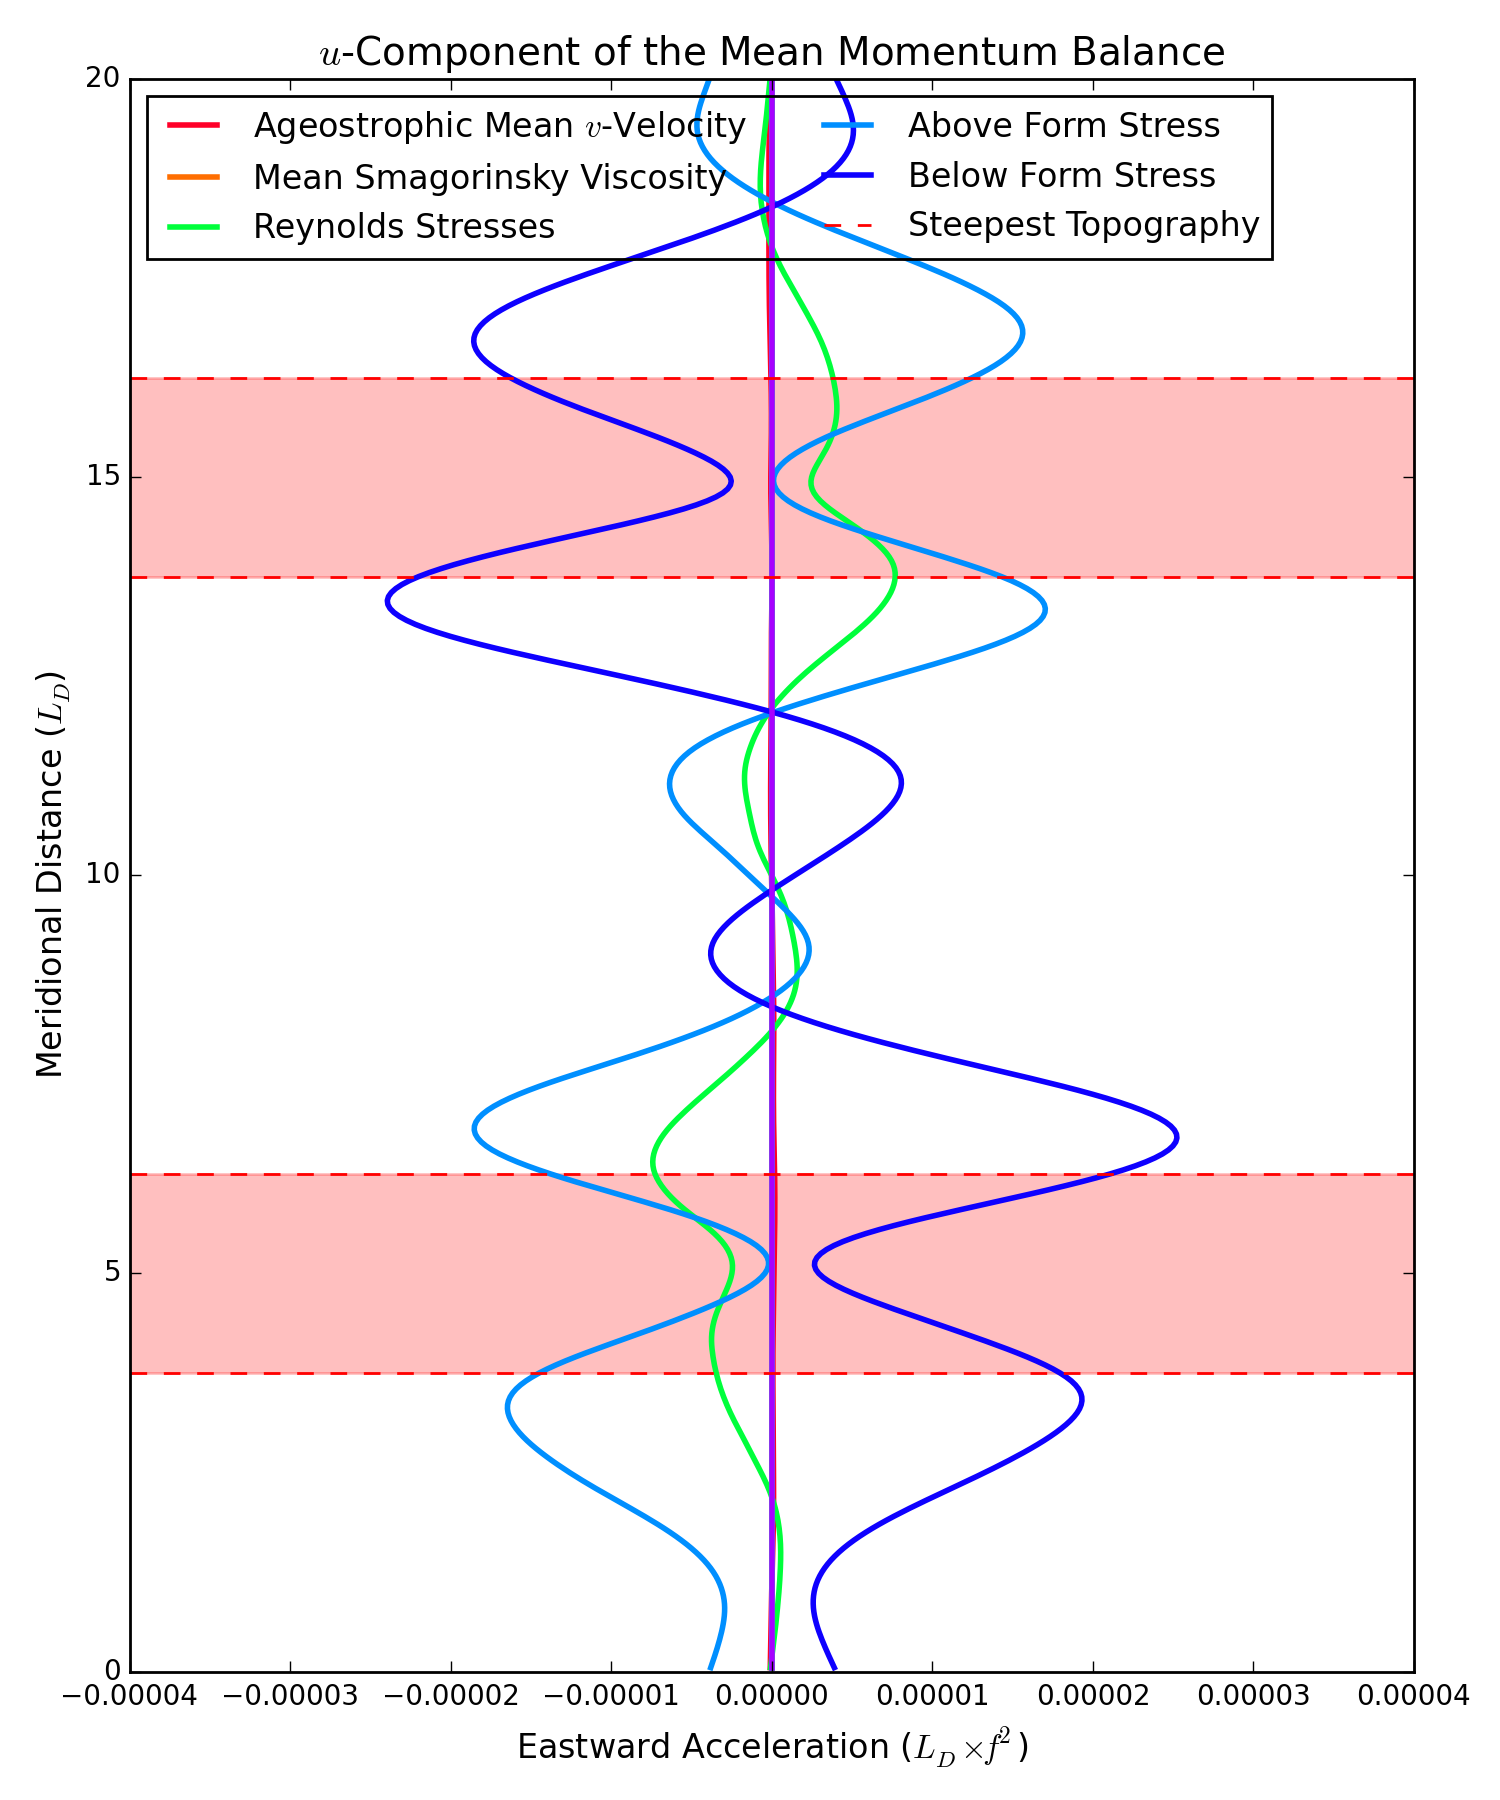 u-Component of the Mean Momentum Balance
20
Ageostrophic Mean v-Velocity
Mean Smagorinsky Viscosity
Reynolds Stresses
Above Form Stress
Below Form Stress
Steepest Topography
15
10
5
0
Meridional Distance (L_D)
−0.00004 −0.00003 −0.00002 −0.00001 0.00000 0.00001 0.00002 0.00003 0.00004
Eastward Acceleration (L_D × f²)